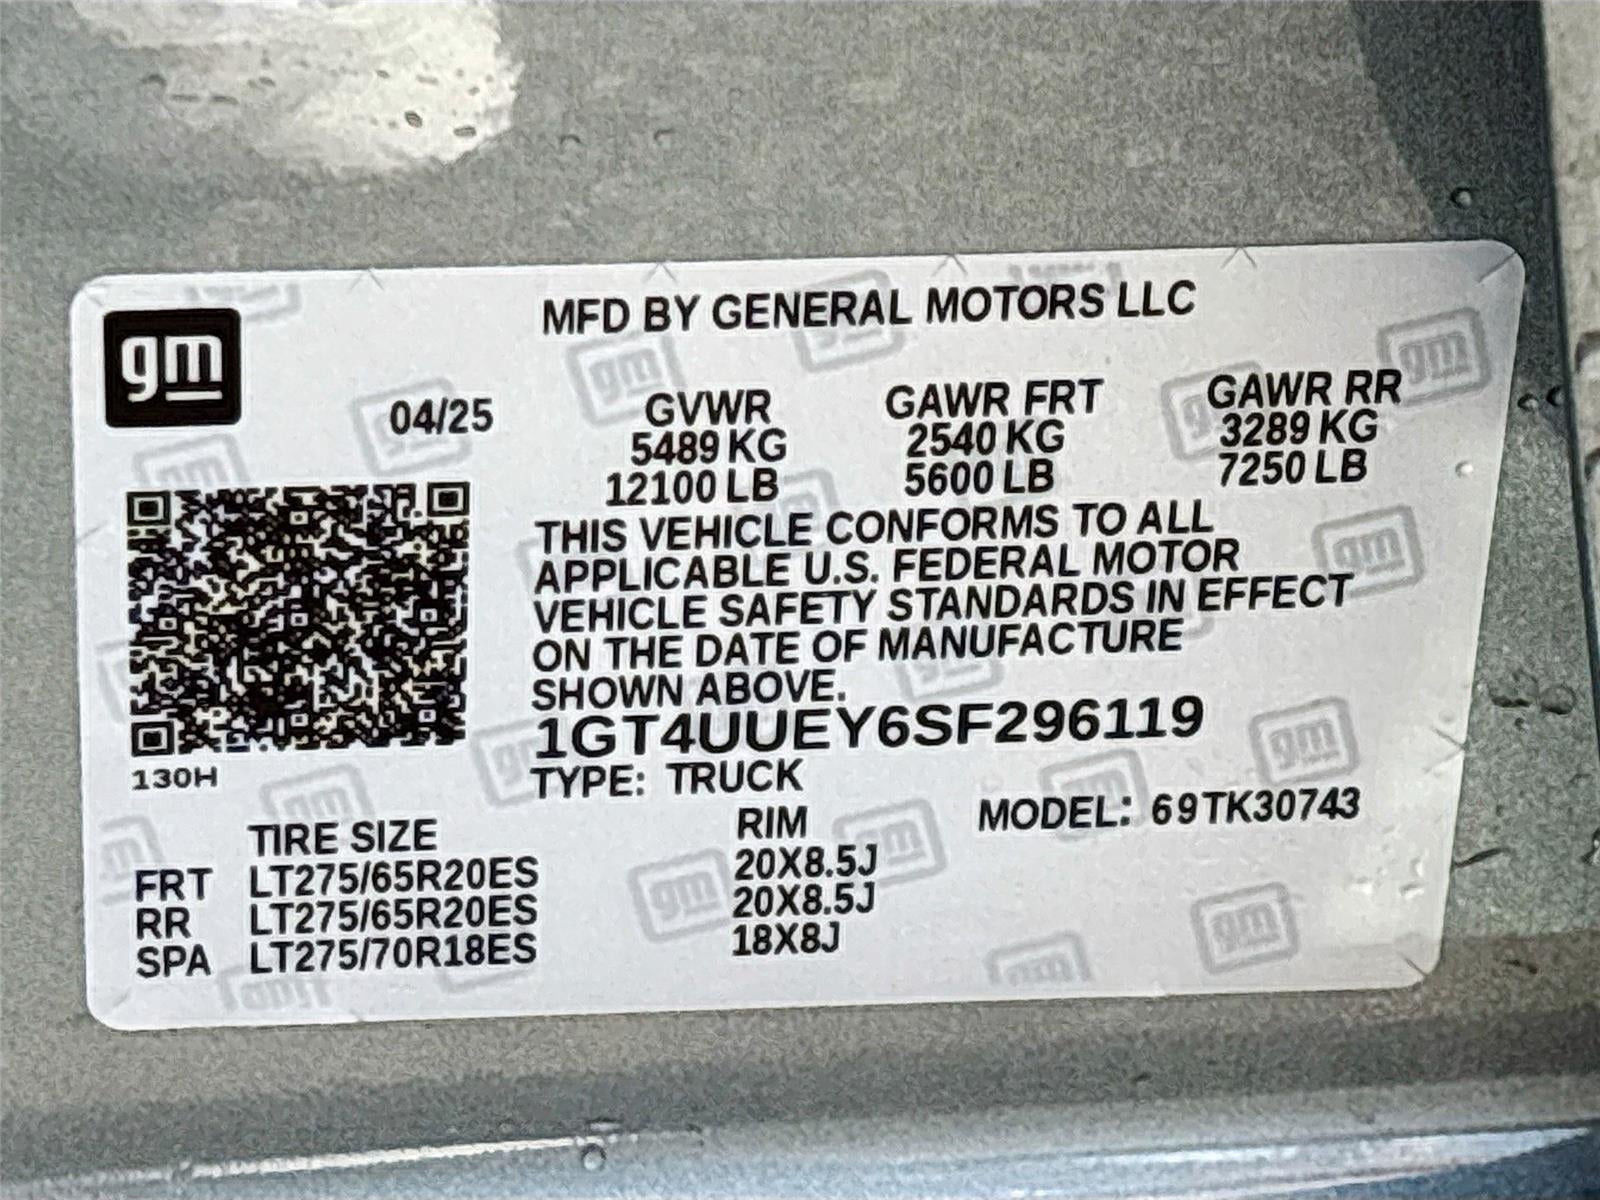 gm
MFD BY GENERAL MOTORS LLC
04/25
GVWR GAWR FRT GAWR RR
5489 KG 2540 KG 3289 KG
12100 LB 5600 LB 7250 LB
THIS VEHICLE CONFORMS TO ALL
APPLICABLE U.S. FEDERAL MOTOR
VEHICLE SAFETY STANDARDS IN EFFECT
ON THE DATE OF MANUFACTURE
SHOWN ABOVE.
1GT4UUEY6SF296119
130H
TYPE: TRUCK
MODEL: 69TK30743
TIRE SIZE RIM
FRT LT275/65R20ES 20X8.5J
RR LT275/65R20ES 20X8.5J
SPA LT275/70R18ES 18X8J